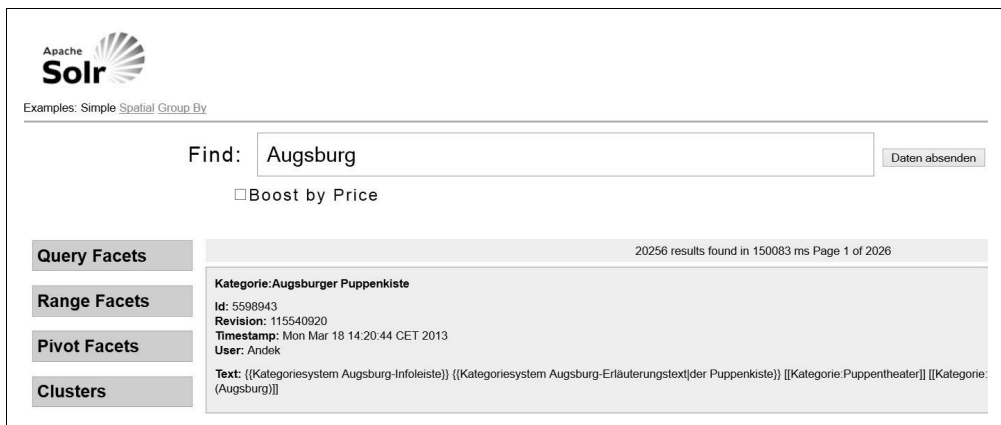 Apache
Solr
Examples: Simple Spatial Group By
Find: Augsburg Daten absenden
Boost by Price
Query Facets
Range Facets
Pivot Facets
Clusters
20256 results found in 150083 ms Page 1 of 2026
Kategorie:Augsburger Puppenkiste
Id: 5598943
Revision: 115540920
Timestamp: Mon Mar 18 14:20:44 CET 2013
User: Andek
Text: {{Kategoriesystem Augsburg-Infoleiste}} {{Kategoriesystem Augsburg-Erläuterungstext|der Puppenkiste}} [[Kategorie:Puppentheater]] [[Kategorie:
(Augsburg)]]